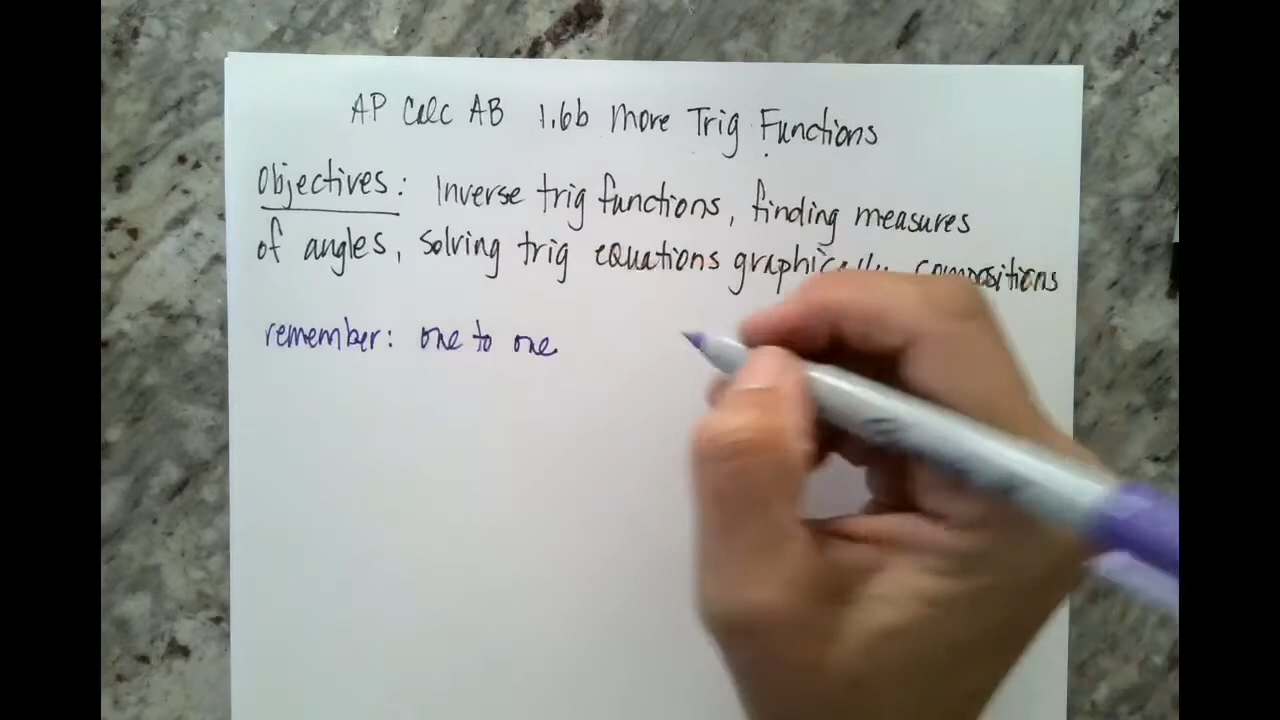 AP Calc AB 1.6b More Trig Functions
Objectives: Inverse trig functions, finding measures
of angles, solving trig equations graphically, compositions
remember: one to one